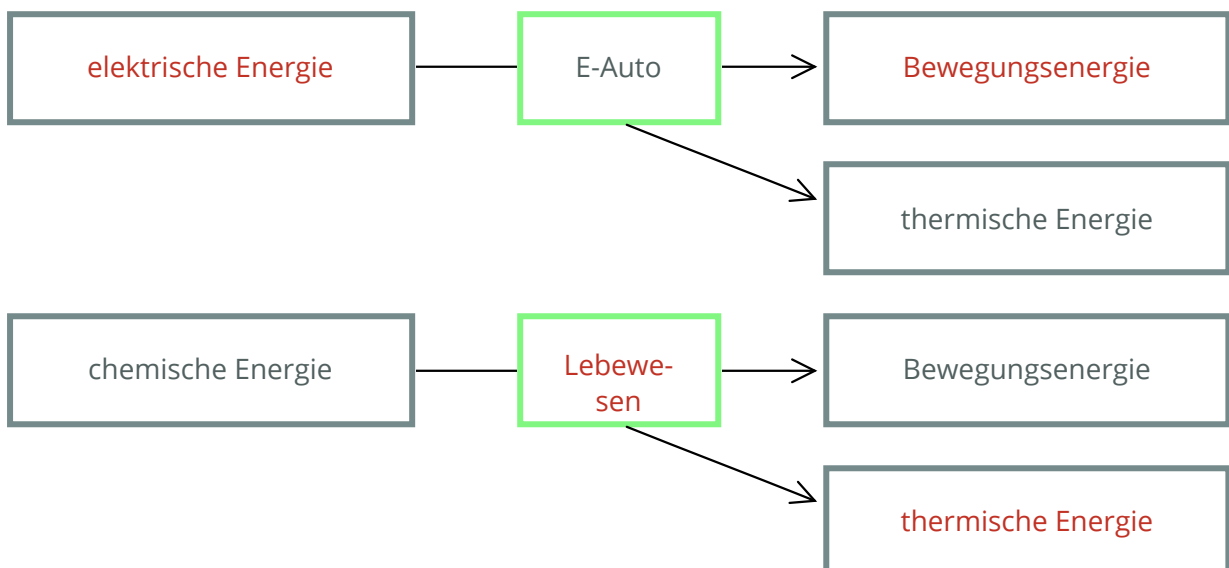 elektrische Energie
E-Auto
Bewegungsenergie
thermische Energie
chemische Energie
Lebewe-
sen
Bewegungsenergie
thermische Energie